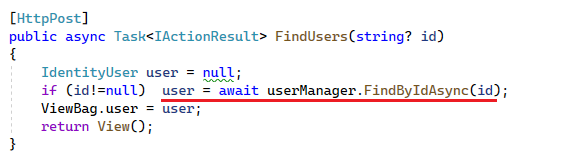 [HttpPost]
public async Task<IActionResult> FindUsers(string? id)
{
IdentityUser user = null;
if (id!=null)  user = await userManager.FindByIdAsync(id);
ViewBag.user = user;
return View();
}